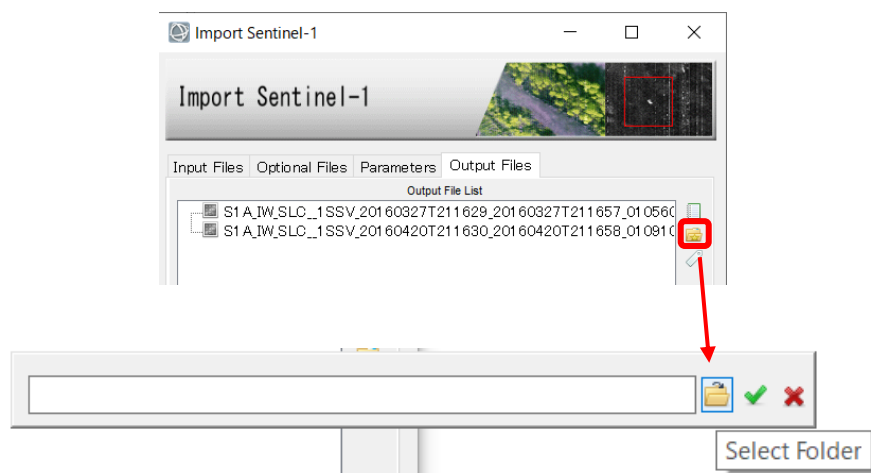 Import Sentinel-1
Import Sentinel-1
Input Files Optional Files Parameters Output Files
Output File List
S1A_IW_SLC__1SSV_20160327T211629_20160327T211657_01056
S1A_IW_SLC__1SSV_20160420T211630_20160420T211658_01091
Select Folder